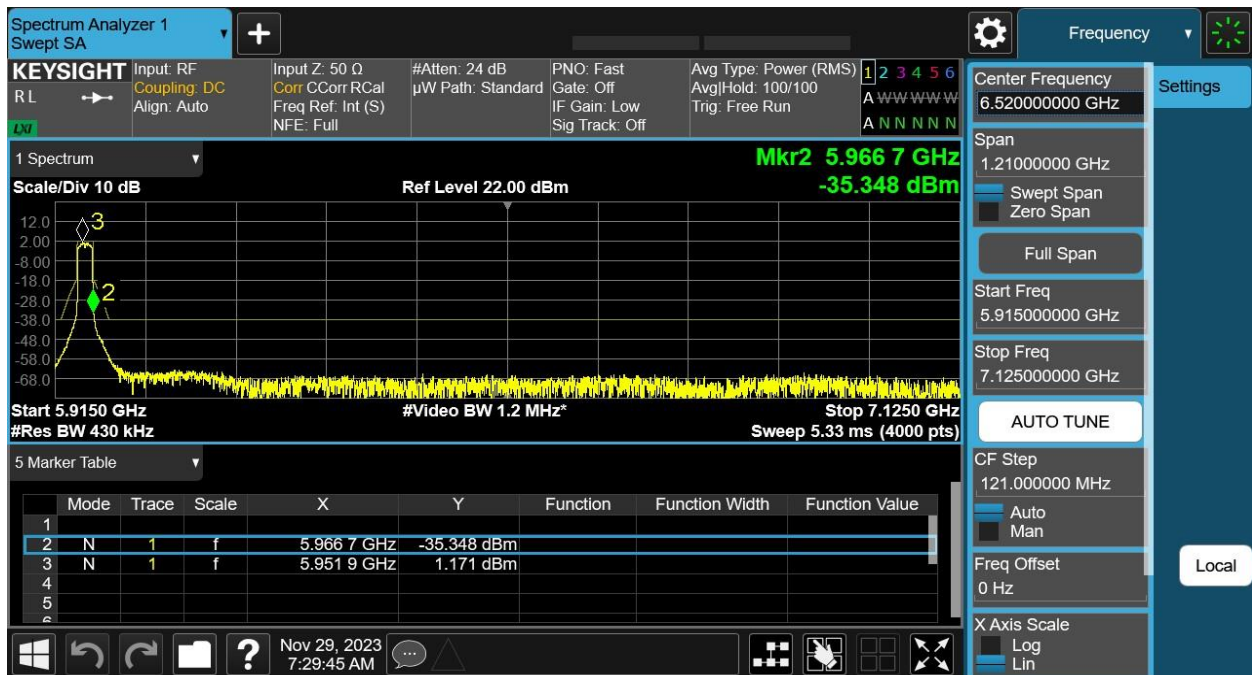 Spectrum Analyzer 1
Swept SA
Frequency
KEYSIGHT
RL
LXI
Input: RF
Coupling: DC
Align: Auto
Input Z: 50 Ω
Corr CCorr RCal
Freq Ref: Int (S)
NFE: Full
#Atten: 24 dB
µW Path: Standard
PNO: Fast
Gate: Off
IF Gain: Low
Sig Track: Off
Avg Type: Power (RMS)
Avg|Hold: 100/100
Trig: Free Run
1 2 3 4 5 6
A W W W W W
A N N N N N
1 Spectrum
Scale/Div 10 dB
Ref Level 22.00 dBm
Mkr2 5.966 7 GHz
-35.348 dBm
12.0
2.00
-8.00
-18.0
-28.0
-38.0
-48.0
-58.0
-68.0
3
2
Start 5.9150 GHz
#Video BW 1.2 MHz*
Stop 7.1250 GHz
#Res BW 430 kHz
Sweep 5.33 ms (4000 pts)
5 Marker Table
Mode Trace Scale X Y Function Function Width Function Value
1
2 N 1 f 5.966 7 GHz -35.348 dBm
3 N 1 f 5.951 9 GHz 1.171 dBm
4
5
6
Nov 29, 2023
7:29:45 AM
Center Frequency
6.520000000 GHz
Settings
Span
1.21000000 GHz
Swept Span
Zero Span
Full Span
Start Freq
5.915000000 GHz
Stop Freq
7.125000000 GHz
AUTO TUNE
CF Step
121.000000 MHz
Auto
Man
Freq Offset
0 Hz
Local
X Axis Scale
Log
Lin